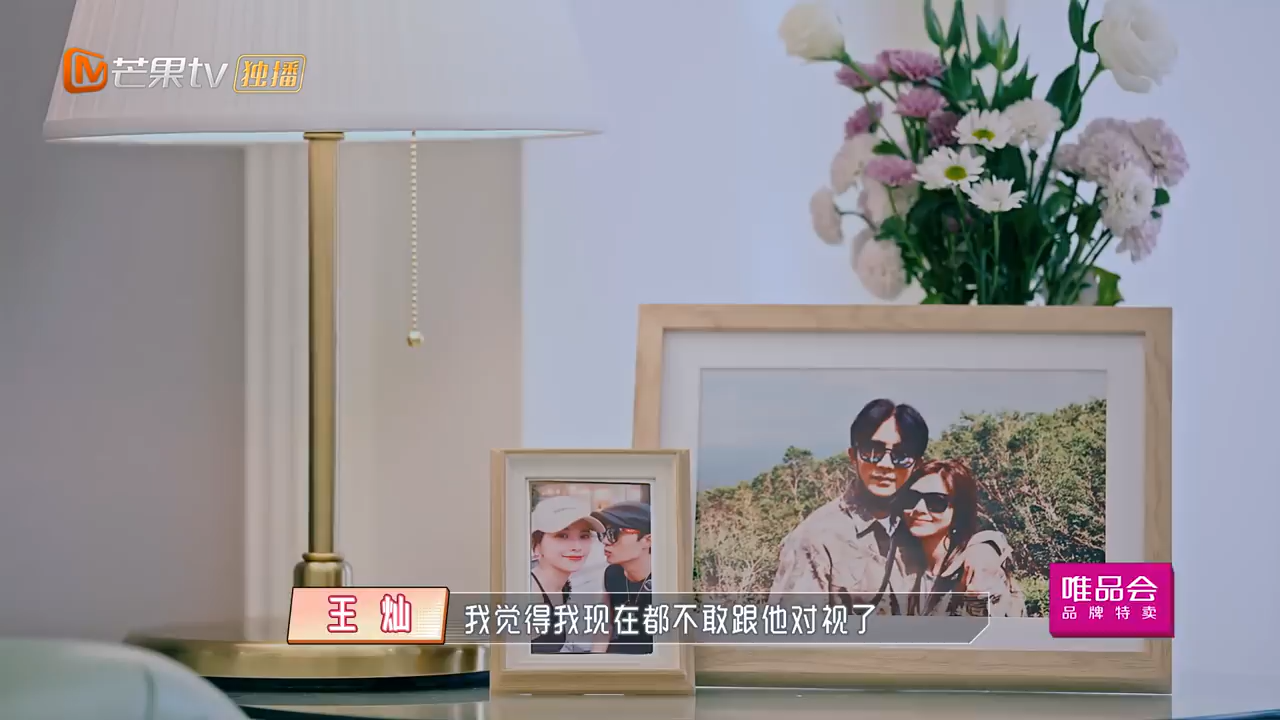 芒果tv 独播
王灿
我觉得我现在都不敢跟他对视了
唯品会
品牌特卖